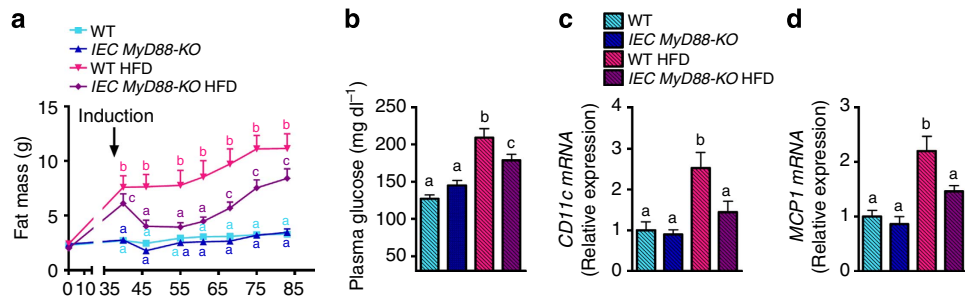 a
WT
IEC MyD88-KO
WT HFD
IEC MyD88-KO HFD
Induction
Fat mass (g)
15
10
5
0
b b b b b b b
c a a a c c c
a a a a a a a
a a a a a a a
0 10 35 45 55 65 75 85
b
Plasma glucose (mg dl–1)
250
200
150
100
50
a a b c
c
WT
IEC MyD88-KO
WT HFD
IEC MyD88-KO HFD
CD11c mRNA
(Relative expression)
4
3
2
1
0
a a b a
d
MCP1 mRNA
(Relative expression)
3
2
1
0
a a b a